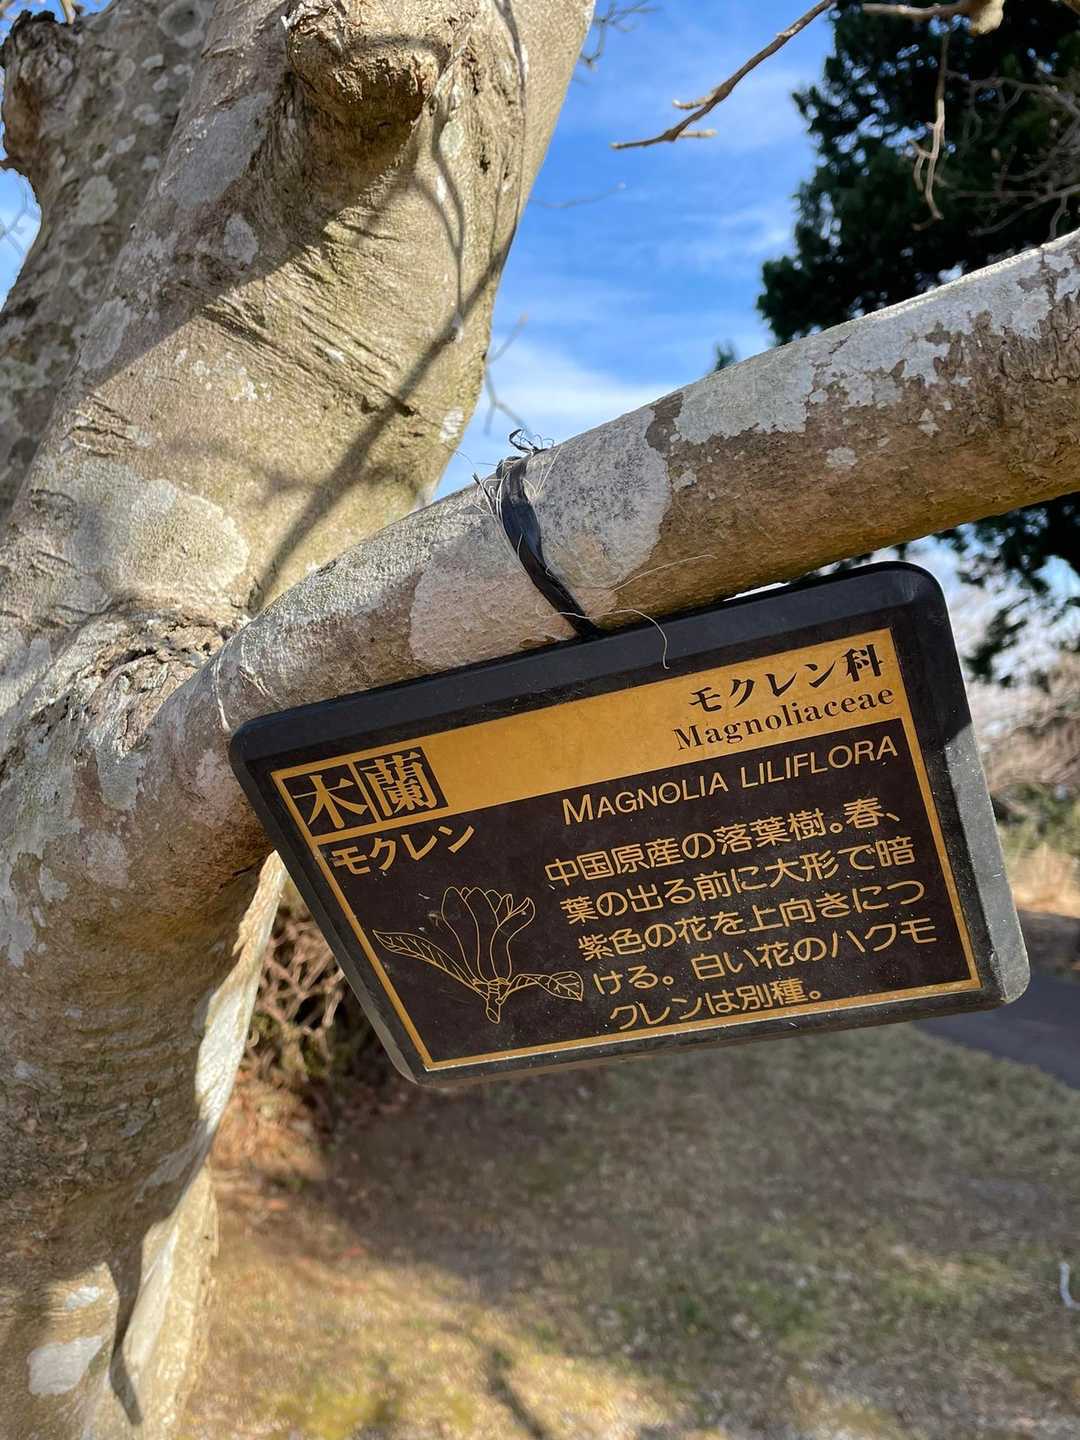 モクレン科
Magnoliaceae
木蘭
モクレン
MAGNOLIA LILIFLORA
中国原産の落葉樹。春、
葉の出る前に大形で暗
紫色の花を上向きにつ
ける。白い花のハクモ
クレンは別種。